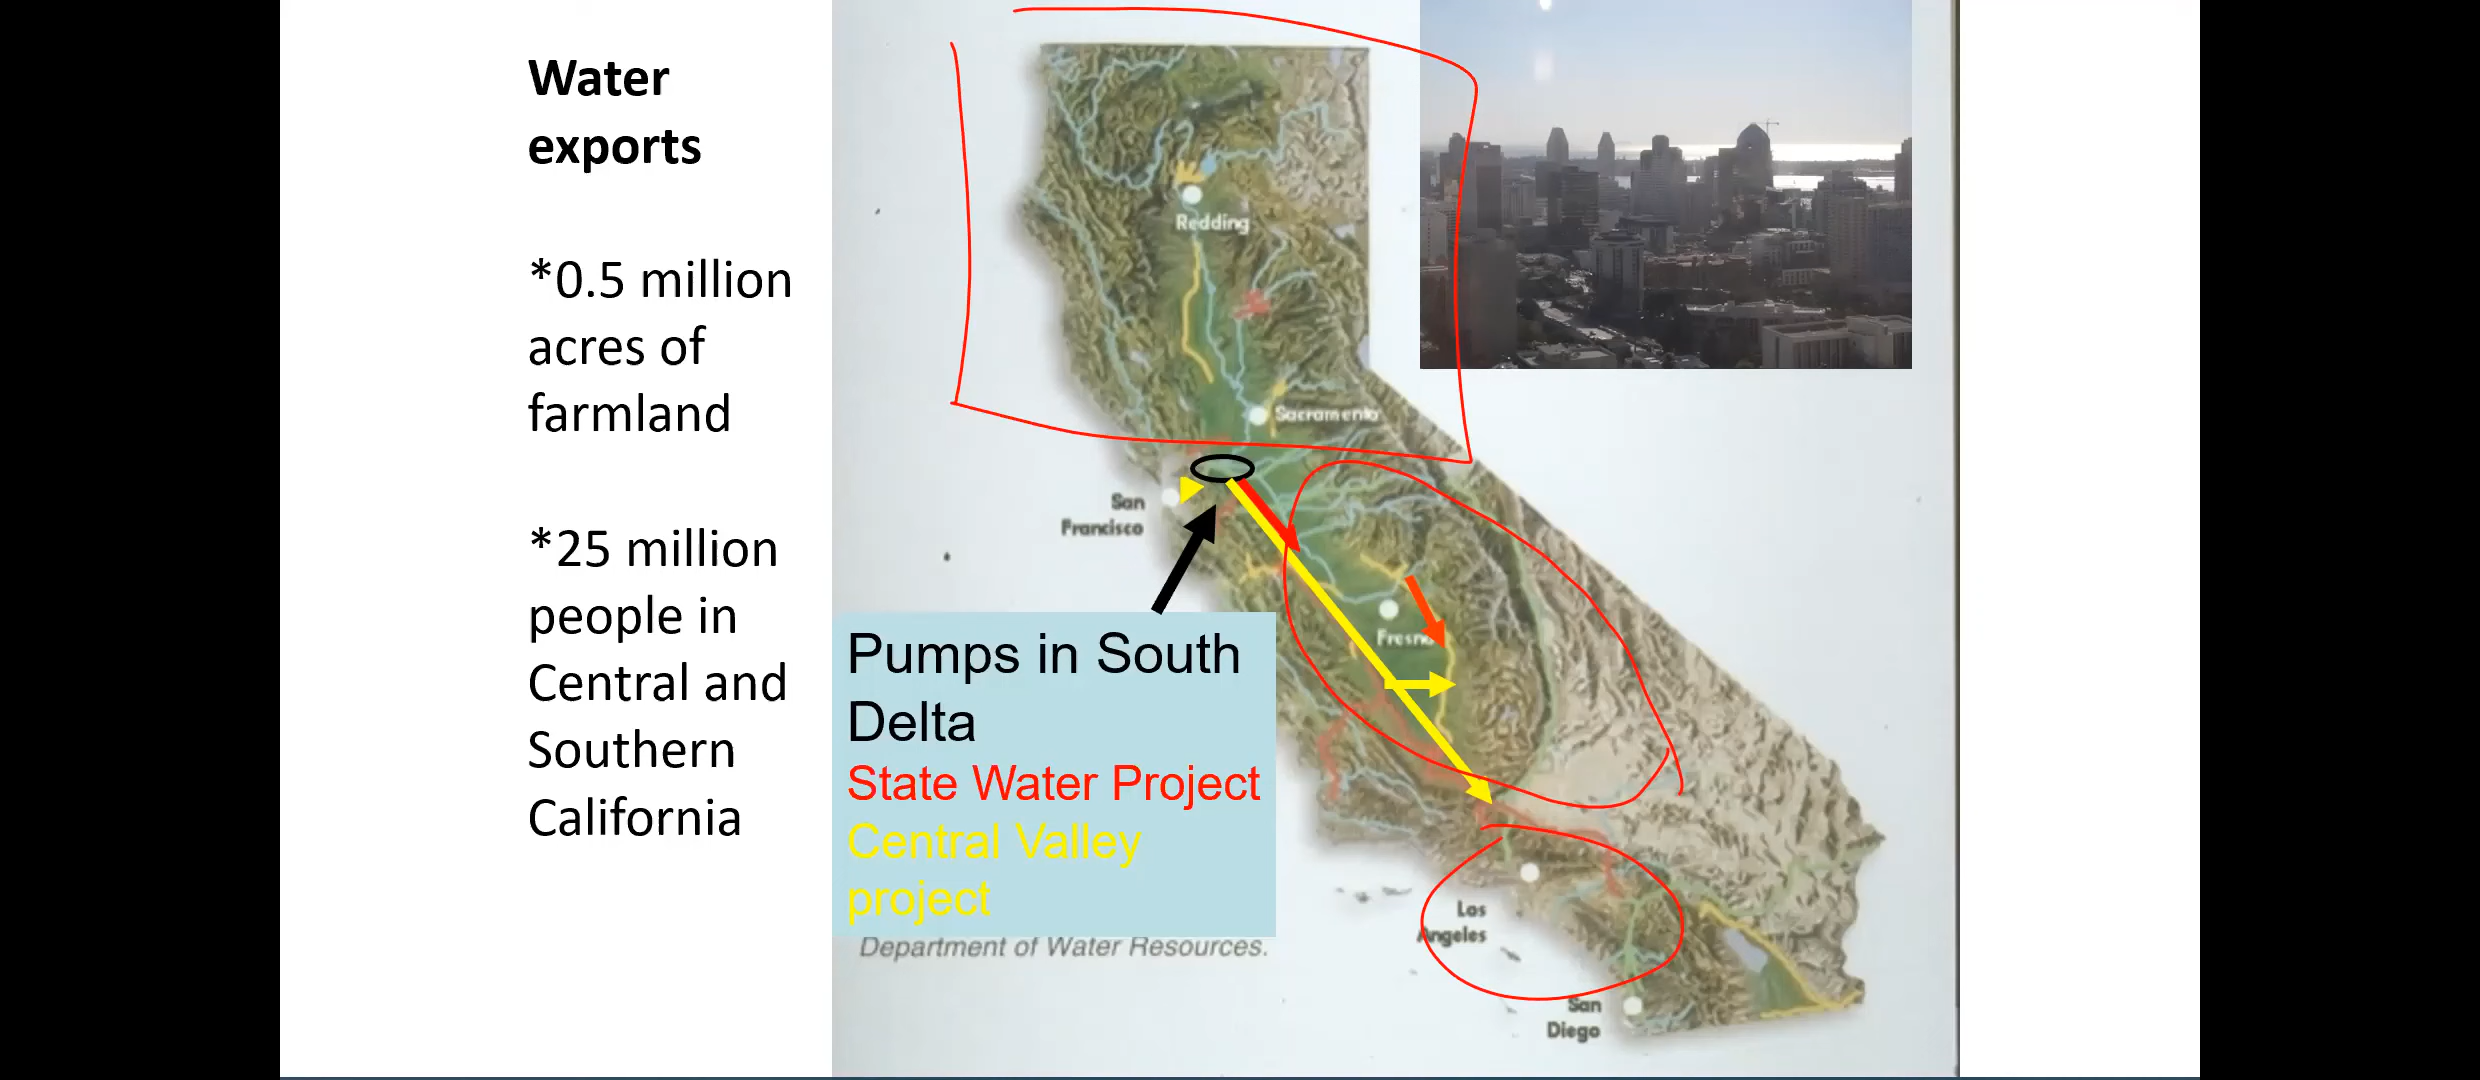 Water
exports
*0.5 million
acres of
farmland
*25 million
people in
Central and
Southern
California
Redding
Sacramento
San
Francisco
Fresno
Pumps in South
Delta
State Water Project
Central Valley
project
Department of Water Resources.
Los
Angeles
San
Diego